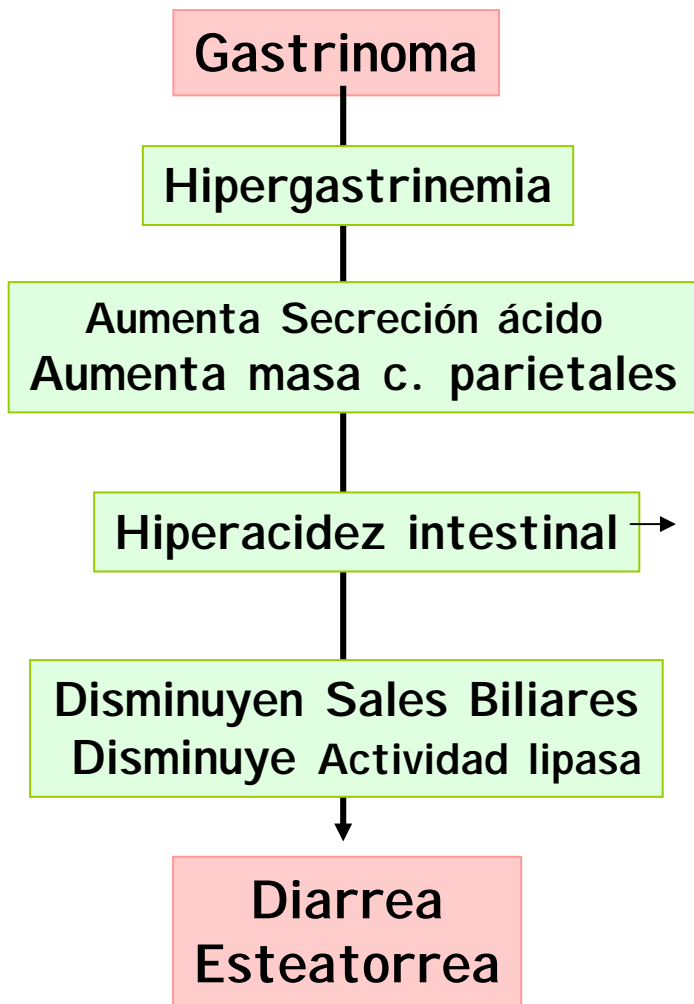 Gastrinoma
Hipergastrinemia
Aumenta Secreción ácido
Aumenta masa c. parietales
Hiperacidez intestinal
Disminuyen Sales Biliares
Disminuye Actividad lipasa
Diarrea
Esteatorrea